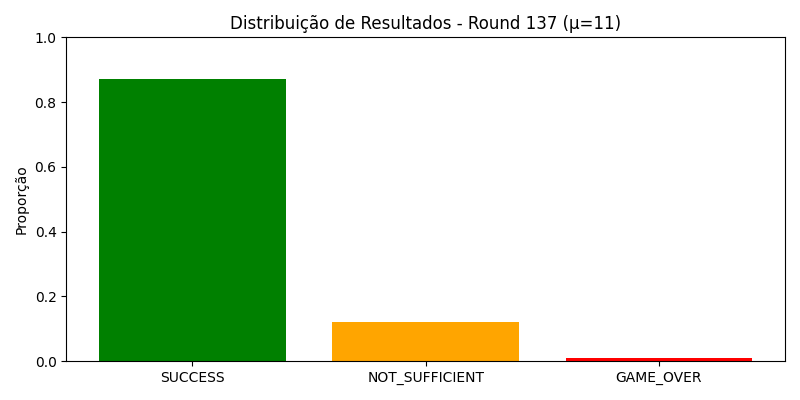 Distribuição de Resultados - Round 137 (μ=11)
Proporção
1.0
0.8
0.6
0.4
0.2
0.0
SUCCESS
NOT_SUFFICIENT
GAME_OVER